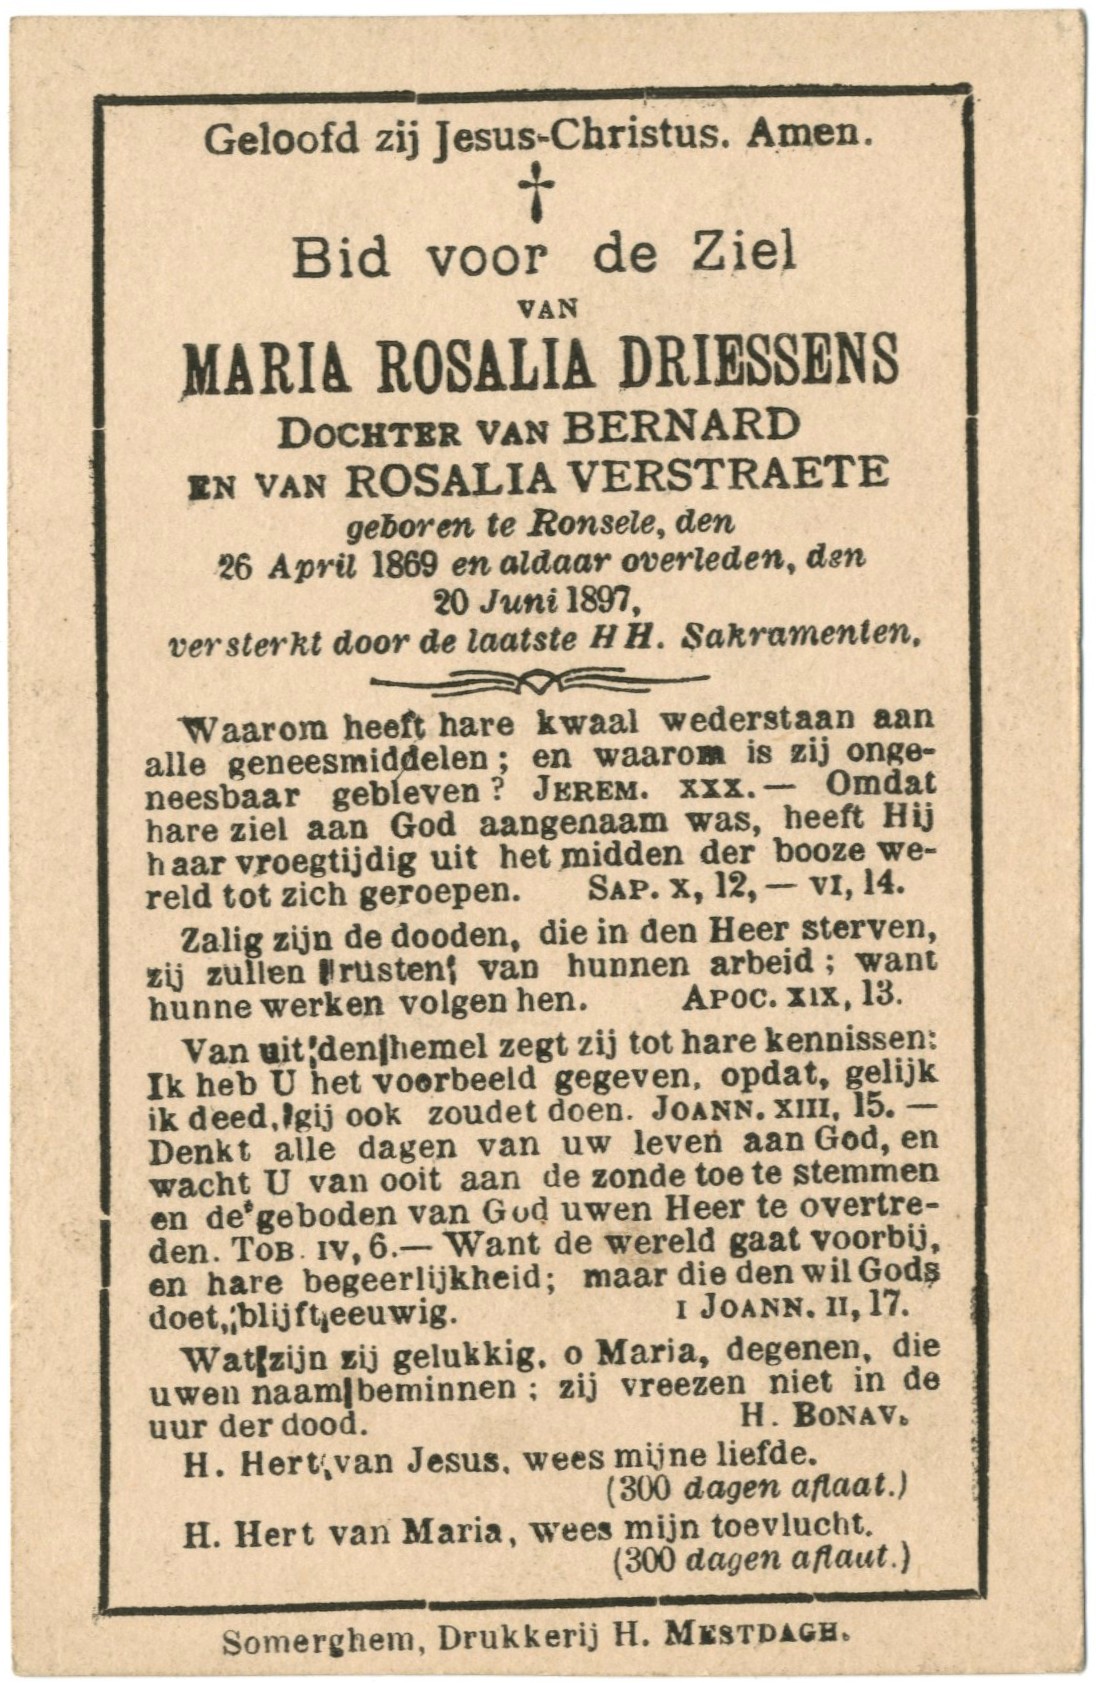 Geloofd zij Jesus-Christus. Amen.
Bid voor de Ziel
VAN
MARIA ROSALIA DRIESSENS
DOCHTER VAN BERNARD
EN VAN ROSALIA VERSTRAETE
geboren te Ronsele, den
26 April 1869 en aldaar overleden, den
20 Juni 1897,
versterkt door de laatste HH. Sakramenten.
Waarom heeft hare kwaal wederstaan aan
alle geneesmiddelen; en waarom is zij onge-
neesbaar gebleven? JEREM. XXX. — Omdat
hare ziel aan God aangenaam was, heeft Hij
haar vroegtijdig uit het midden der booze we-
reld tot zich geroepen. SAP. X, 12, — VI, 14.
Zalig zijn de dooden, die in den Heer sterven,
zij zullen rusten van hunnen arbeid; want
hunne werken volgen hen. APOC. XIX, 13.
Van uit den hemel zegt zij tot hare kennissen:
Ik heb U het voorbeeld gegeven, opdat, gelijk
ik deed, gij ook zoudet doen. JOANN. XIII, 15. —
Denkt alle dagen van uw leven aan God, en
wacht U van ooit aan de zonde toe te stemmen
en de geboden van God uwen Heer te overtre-
den. TOB. IV, 6. — Want de wereld gaat voorbij,
en hare begeerlijkheid; maar die den wil Gods
doet, blijft eeuwig. I JOANN. II, 17.
Wat zijn zij gelukkig, o Maria, degenen, die
uwen naam beminnen; zij vreezen niet in de
uur der dood. H. BONAV.
H. Hert van Jesus, wees mijne liefde.
(300 dagen aflaat.)
H. Hert van Maria, wees mijn toevlucht.
(300 dagen aflaut.)
Somerghem, Drukkerij H. MESTDAGH.